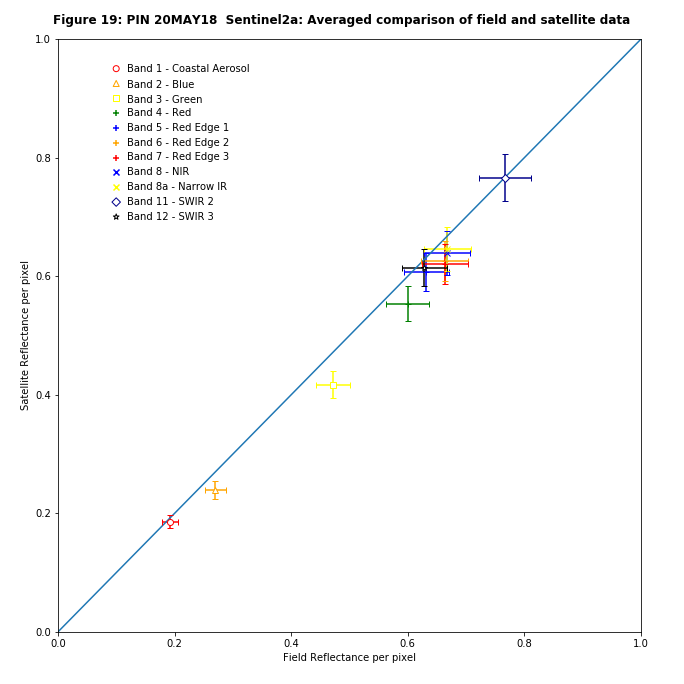 Figure 19: PIN 20MAY18  Sentinel2a: Averaged comparison of field and satellite data
1.0
Band 1 - Coastal Aerosol
Band 2 - Blue
Band 3 - Green
Band 4 - Red
Band 5 - Red Edge 1
Band 6 - Red Edge 2
Band 7 - Red Edge 3
Band 8 - NIR
Band 8a - Narrow IR
Band 11 - SWIR 2
Band 12 - SWIR 3
0.8
0.6
0.4
0.2
0.0
Satellite Reflectance per pixel
0.0 0.2 0.4 0.6 0.8 1.0
Field Reflectance per pixel